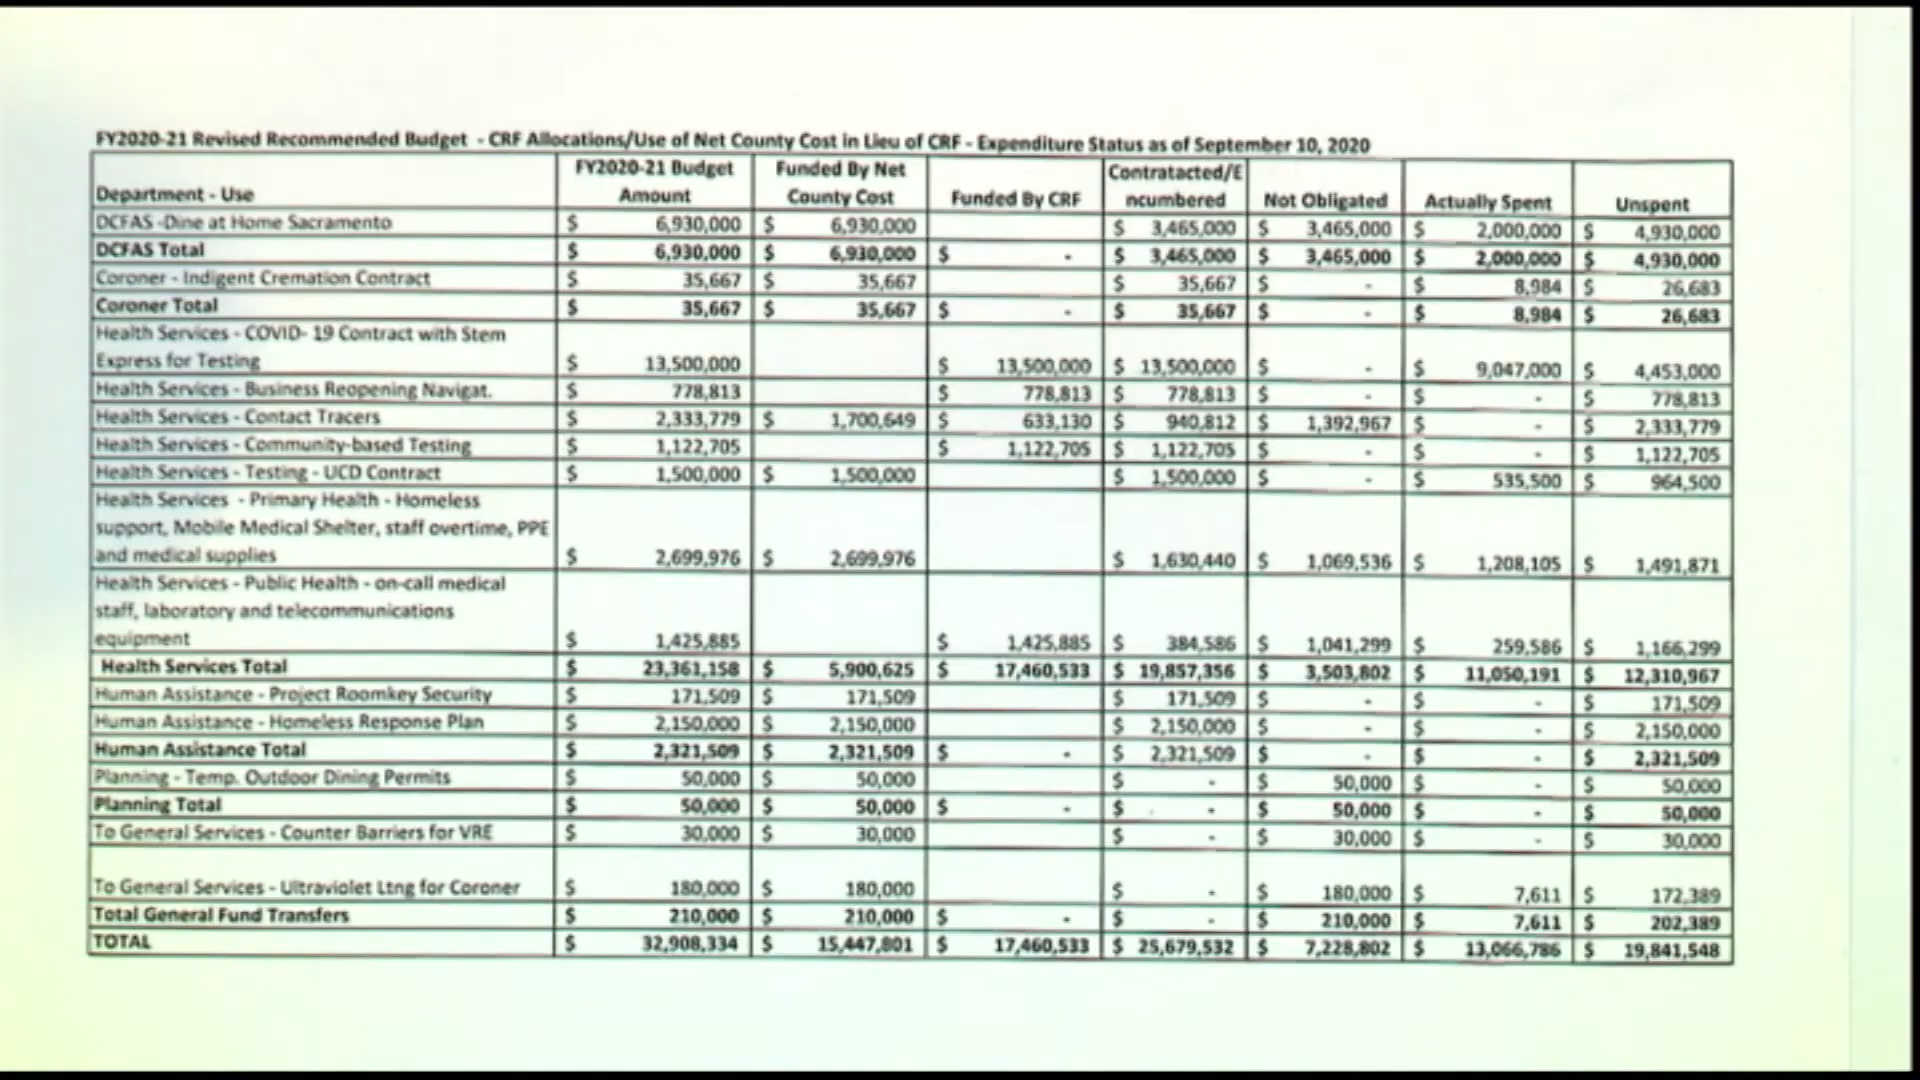 FY2020-21 Revised Recommended Budget - CRF Allocations/Use of Net County Cost in Lieu of CRF - Expenditure Status as of September 10, 2020
Department - Use FY2020-21 Budget Amount Funded By Net County Cost Funded By CRF Contratacted/E ncumbered Not Obligated Actually Spent Unspent
DCFAS -Dine at Home Sacramento $ 6,930,000 $ 6,930,000 $ 3,465,000 $ 3,465,000 $ 2,000,000 $ 4,930,000
DCFAS Total $ 6,930,000 $ 6,930,000 $ - $ 3,465,000 $ 3,465,000 $ 2,000,000 $ 4,930,000
Coroner - Indigent Cremation Contract $ 35,667 $ 35,667 $ 35,667 $ - $ 8,984 $ 26,683
Coroner Total $ 35,667 $ 35,667 $ - $ 35,667 $ - $ 8,984 $ 26,683
Health Services - COVID- 19 Contract with Stem
Express for Testing $ 13,500,000 $ 13,500,000 $ 13,500,000 $ - $ 9,047,000 $ 4,453,000
Health Services - Business Reopening Navigat. $ 778,813 $ 778,813 $ 778,813 $ - $ - $ 778,813
Health Services - Contact Tracers $ 2,333,779 $ 1,700,649 $ 633,130 $ 940,812 $ 1,392,967 $ - $ 2,333,779
Health Services - Community-based Testing $ 1,122,705 $ 1,122,705 $ 1,122,705 $ - $ - $ 1,122,705
Health Services - Testing - UCD Contract $ 1,500,000 $ 1,500,000 $ 1,500,000 $ - $ 535,500 $ 964,500
Health Services - Primary Health - Homeless
support, Mobile Medical Shelter, staff overtime, PPE
and medical supplies $ 2,699,976 $ 2,699,976 $ 1,630,440 $ 1,069,536 $ 1,208,105 $ 1,491,871
Health Services - Public Health - on-call medical
staff, laboratory and telecommunications
equipment $ 1,425,885 $ 1,425,885 $ 384,586 $ 1,041,299 $ 259,586 $ 1,166,299
Health Services Total $ 23,361,158 $ 5,900,625 $ 17,460,533 $ 19,857,356 $ 3,503,802 $ 11,050,191 $ 12,310,967
Human Assistance - Project Roomkey Security $ 171,509 $ 171,509 $ 171,509 $ - $ - $ 171,509
Human Assistance - Homeless Response Plan $ 2,150,000 $ 2,150,000 $ 2,150,000 $ - $ - $ 2,150,000
Human Assistance Total $ 2,321,509 $ 2,321,509 $ - $ 2,321,509 $ - $ - $ 2,321,509
Planning - Temp. Outdoor Dining Permits $ 50,000 $ 50,000 $ - $ 50,000 $ - $ 50,000
Planning Total $ 50,000 $ 50,000 $ - $ - $ 50,000 $ - $ 50,000
To General Services - Counter Barriers for VRE $ 30,000 $ 30,000 $ - $ 30,000 $ - $ 30,000
To General Services - Ultraviolet Ltng for Coroner $ 180,000 $ 180,000 $ - $ 180,000 $ 7,611 $ 172,389
Total General Fund Transfers $ 210,000 $ 210,000 $ - $ - $ 210,000 $ 7,611 $ 202,389
TOTAL $ 32,908,334 $ 15,447,801 $ 17,460,533 $ 25,679,532 $ 7,228,802 $ 13,066,786 $ 19,841,548